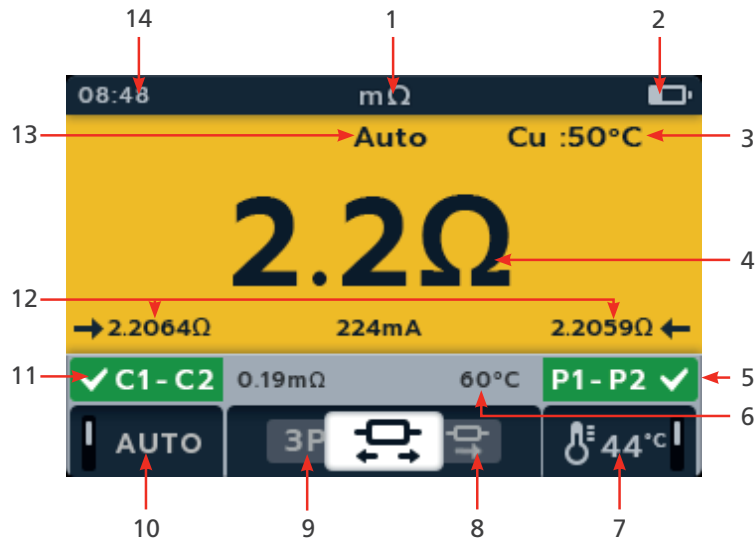 14 1 2
08:48 mΩ
13 Auto Cu :50°C 3
2.2Ω 4
12
→ 2.2064Ω 224mA 2.2059Ω ←
11 ✓ C1-C2 0.19mΩ 60°C P1-P2 ✓ 5
6
AUTO 3P 44°C
10 9 8 7